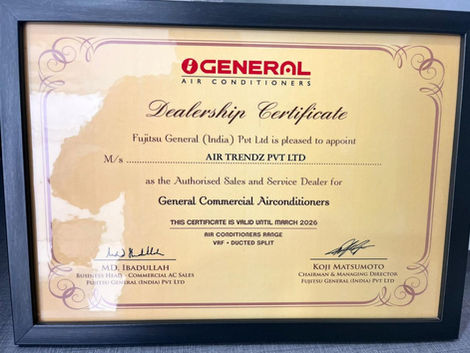 GENERAL
AIR CONDITIONERS
Dealership Certificate
Fujitsu General (India) Pvt Ltd is pleased to appoint
M/s AIR TRENDZ PVT LTD
as the Authorised Sales and Service Dealer for
General Commercial Airconditioners
THIS CERTIFICATE IS VALID UNTIL MARCH 2026
AIR CONDITIONERS RANGE
VRF - DUCTED SPLIT
MD. IBADULLAH
BUSINESS HEAD - COMMERCIAL AC SALES
FUJITSU GENERAL (INDIA) PVT LTD
KOJI MATSUMOTO
CHAIRMAN & MANAGING DIRECTOR
FUJITSU GENERAL (INDIA) PVT LTD